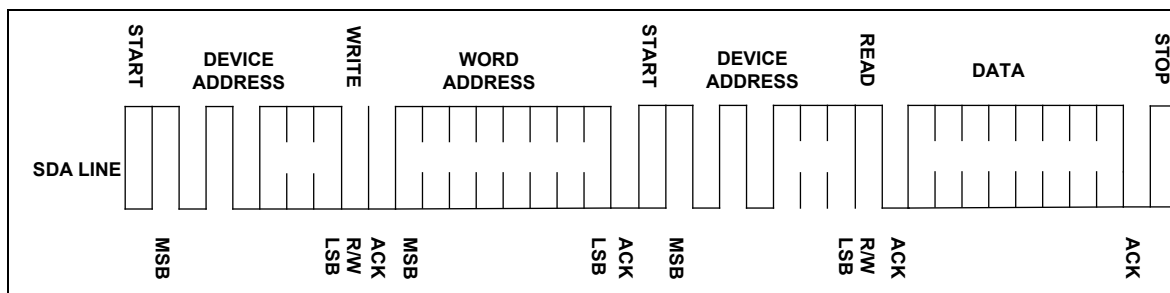 START
DEVICE
ADDRESS
WRITE
WORD
ADDRESS
START
DEVICE
ADDRESS
READ
DATA
STOP
SDA LINE
MSB
LSB
R/W
ACK
MSB
LSB
ACK
MSB
LSB
R/W
ACK
ACK